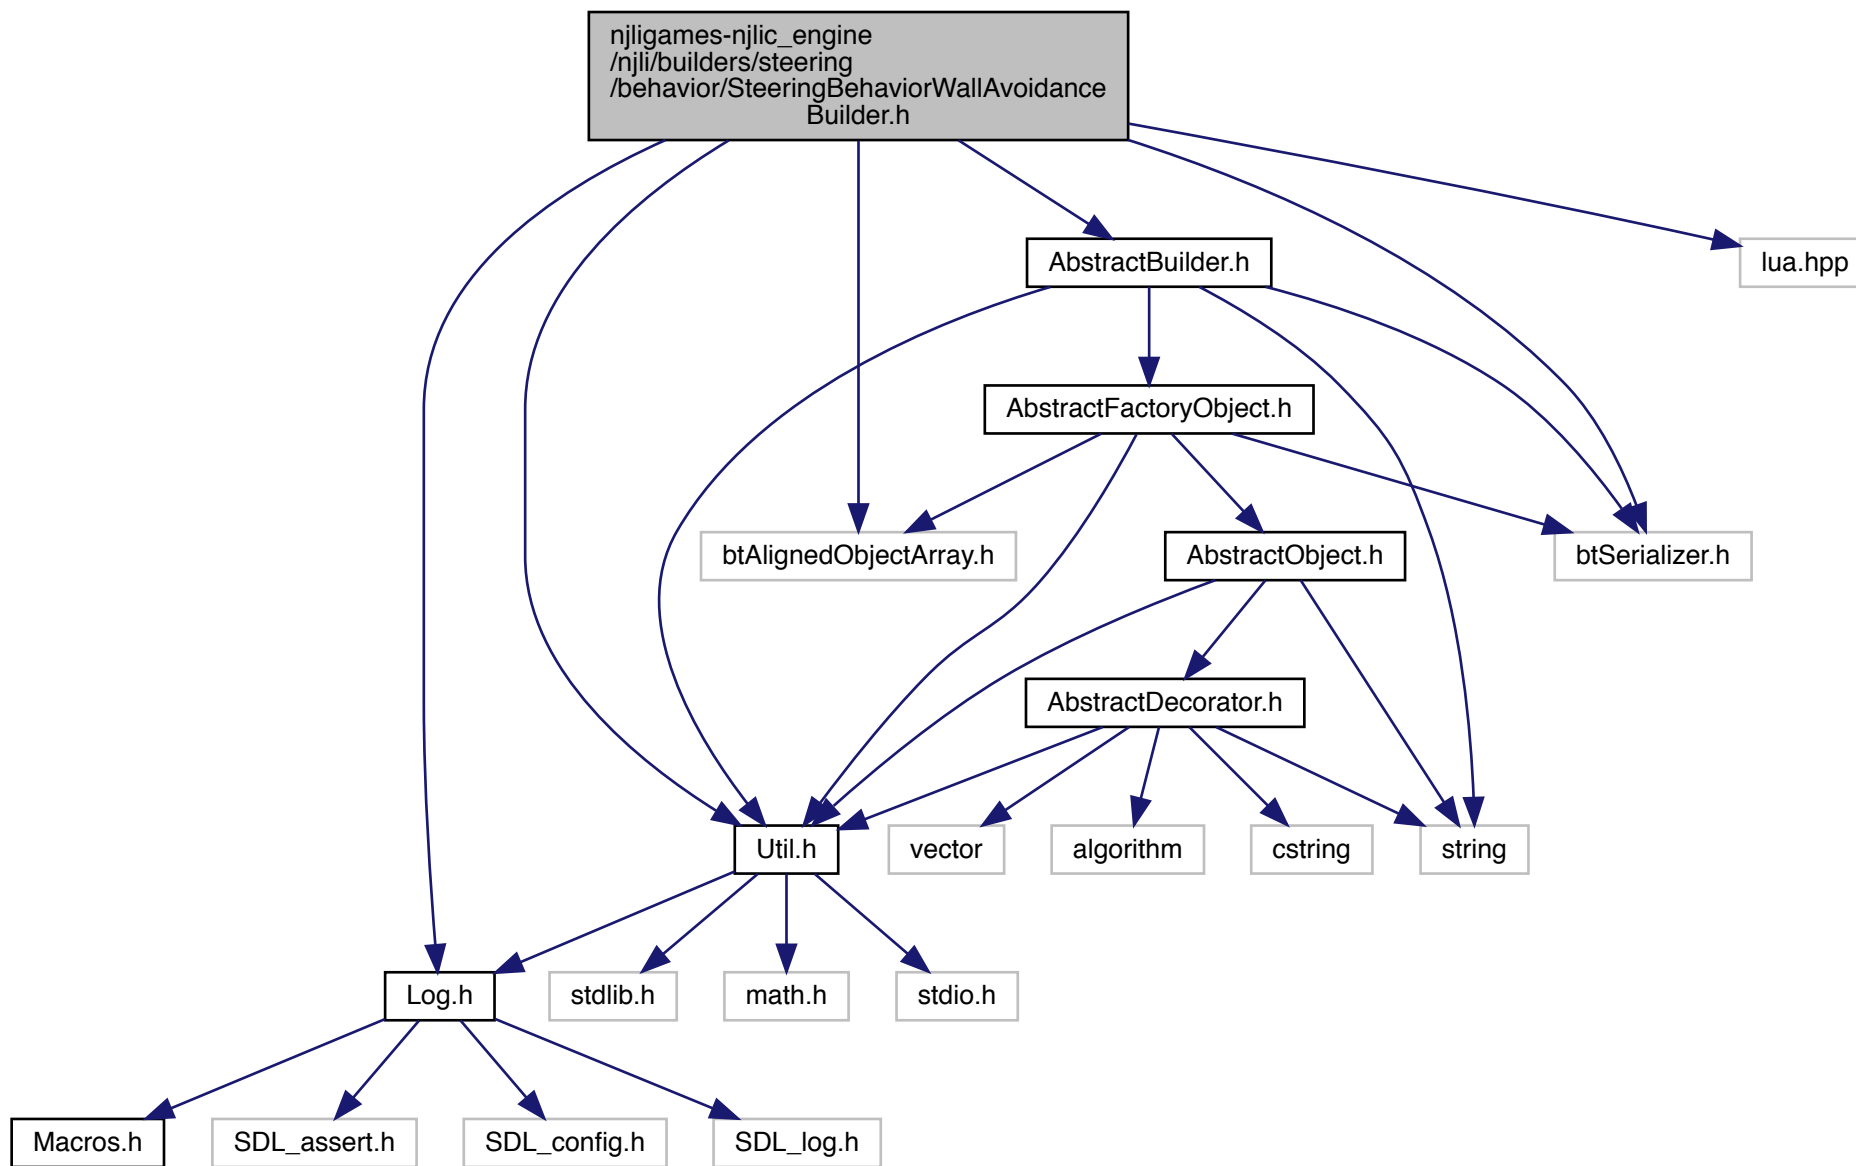 njligames-njlic_engine
/njli/builders/steering
/behavior/SteeringBehaviorWallAvoidance
Builder.h
AbstractBuilder.h
lua.hpp
AbstractFactoryObject.h
btAlignedObjectArray.h
AbstractObject.h
btSerializer.h
AbstractDecorator.h
Util.h
vector
algorithm
cstring
string
Log.h
stdlib.h
math.h
stdio.h
Macros.h
SDL_assert.h
SDL_config.h
SDL_log.h